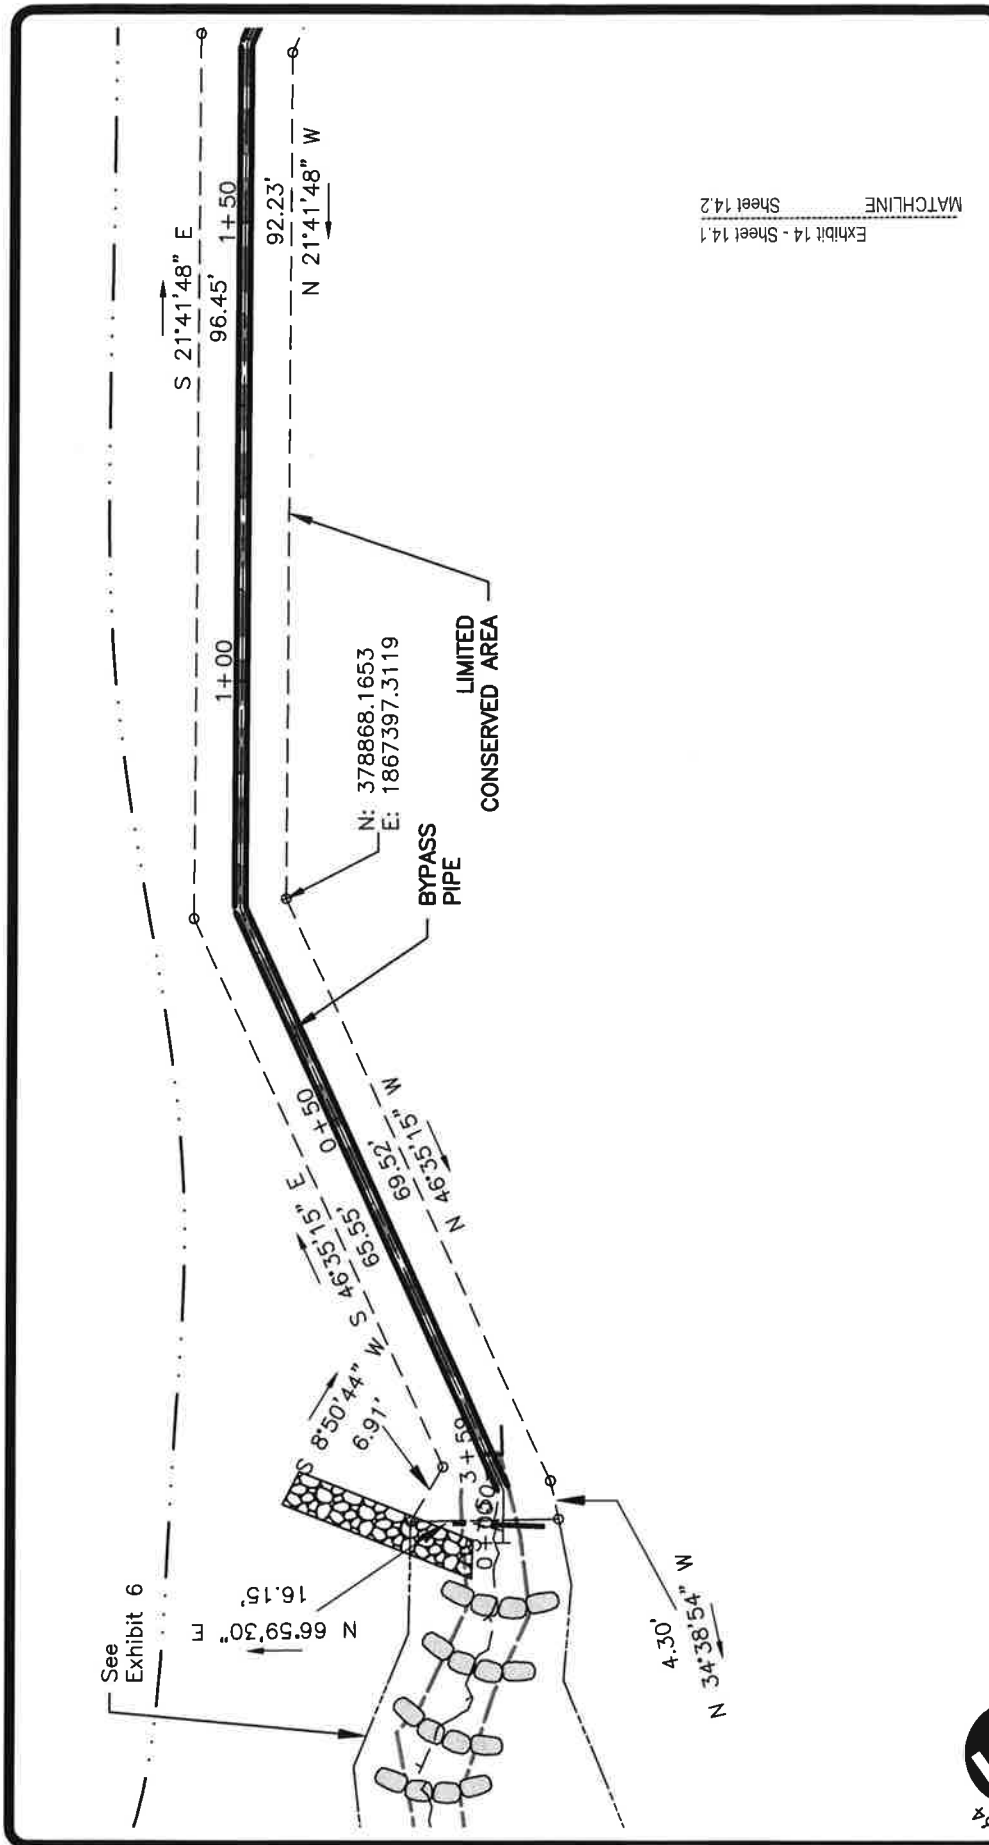 S 21°41'48" E
96.45'
1+50
92.23'
N 21°41'48" W
MATCHLINE
Exhibit 14 - Sheet 14.1
Sheet 14.2
1+00
N: 378868.1653
E: 1867397.3119
LIMITED
CONSERVED AREA
BYPASS
PIPE
0+50
S 46°35'15" E
65.55'
69.52'
N 46°35'15" W
S 8°50'44" W
6.91'
3+59
See
Exhibit 6
N 66°59'30" E
16.15'
4.30'
N 34°38'54" W